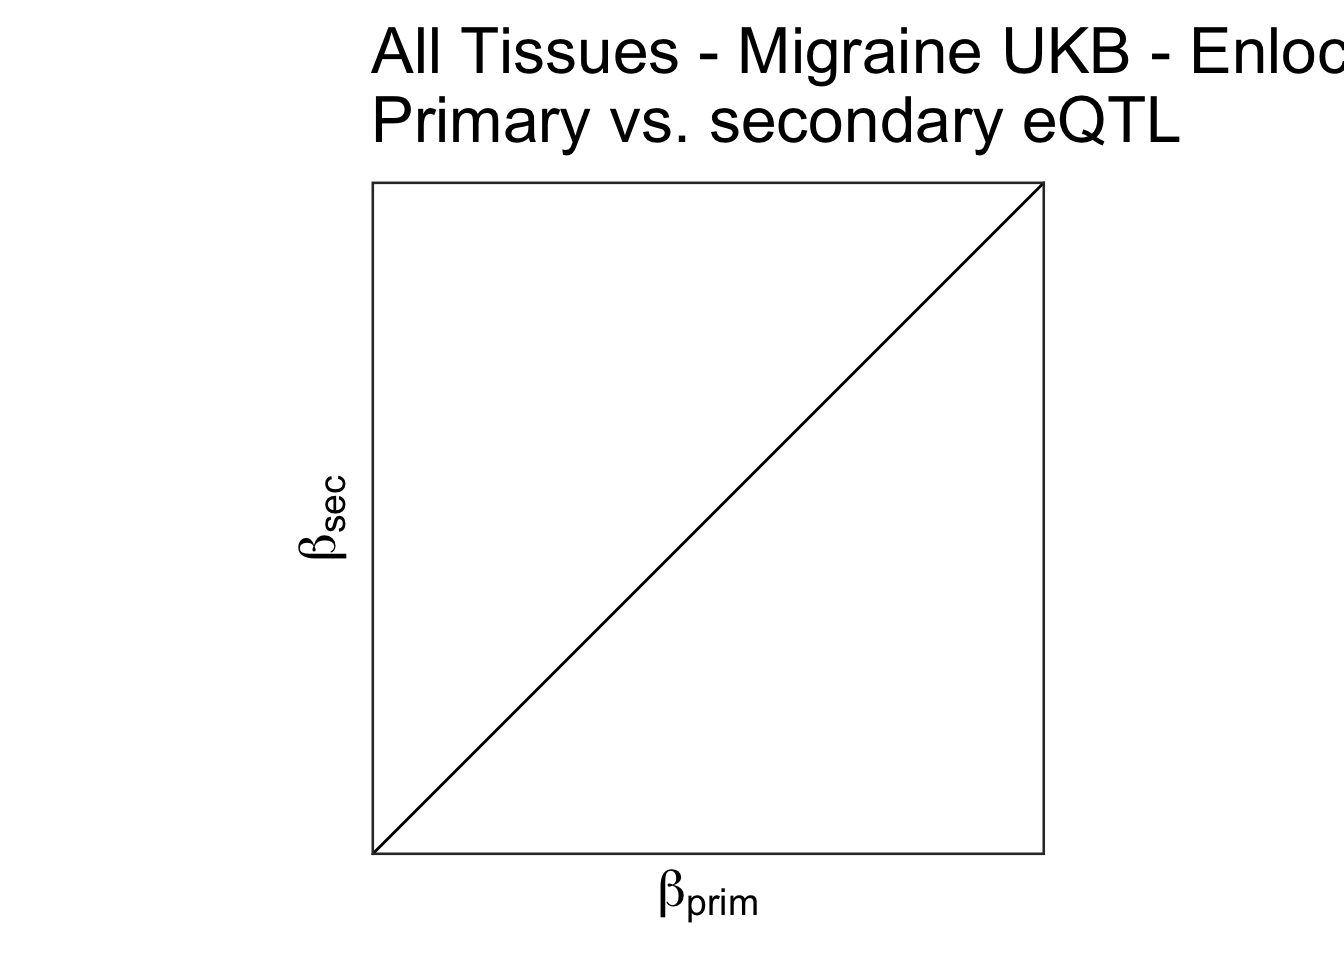 All Tissues - Migraine UKB - Enloc
Primary vs. secondary eQTL
βsec
βprim